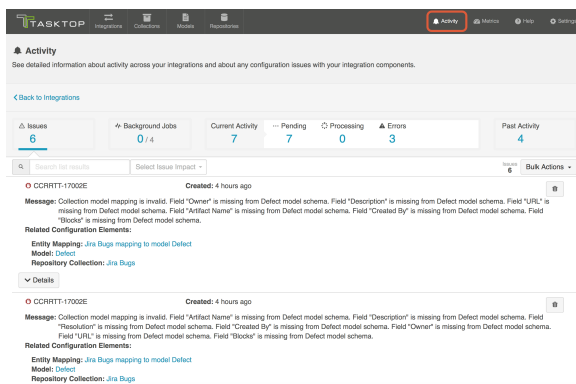 TASKTOP
Integrations Collections Models Repositories Activity Metrics Help Settings
Activity
See detailed information about activity across your integrations and about any configuration issues with your integration components.
Back to Integrations
Issues Background Jobs Current Activity Pending Processing Errors Past Activity
6 0 / 4 7 7 0 3 4
Search list results Select Issue Impact Issues 6 Bulk Actions
CCRRTT-17002E Created: 4 hours ago
Message: Collection model mapping is invalid. Field "Owner" is missing from Defect model schema. Field "Description" is missing from Defect model schema. Field "URL" is
missing from Defect model schema. Field "Artifact Name" is missing from Defect model schema. Field "Created By" is missing from Defect model schema. Field
"Blocks" is missing from Defect model schema.
Related Configuration Elements:
Entity Mapping: Jira Bugs mapping to model Defect
Model: Defect
Repository Collection: Jira Bugs
Details
CCRRTT-17002E Created: 4 hours ago
Message: Collection model mapping is invalid. Field "Artifact Name" is missing from Defect model schema. Field "Description" is missing from Defect model schema. Field
"Resolution" is missing from Defect model schema. Field "Created By" is missing from Defect model schema. Field "Owner" is missing from Defect model schema.
Field "URL" is missing from Defect model schema. Field "Blocks" is missing from Defect model schema.
Related Configuration Elements:
Entity Mapping: Jira Bugs mapping to model Defect
Model: Defect
Repository Collection: Jira Bugs